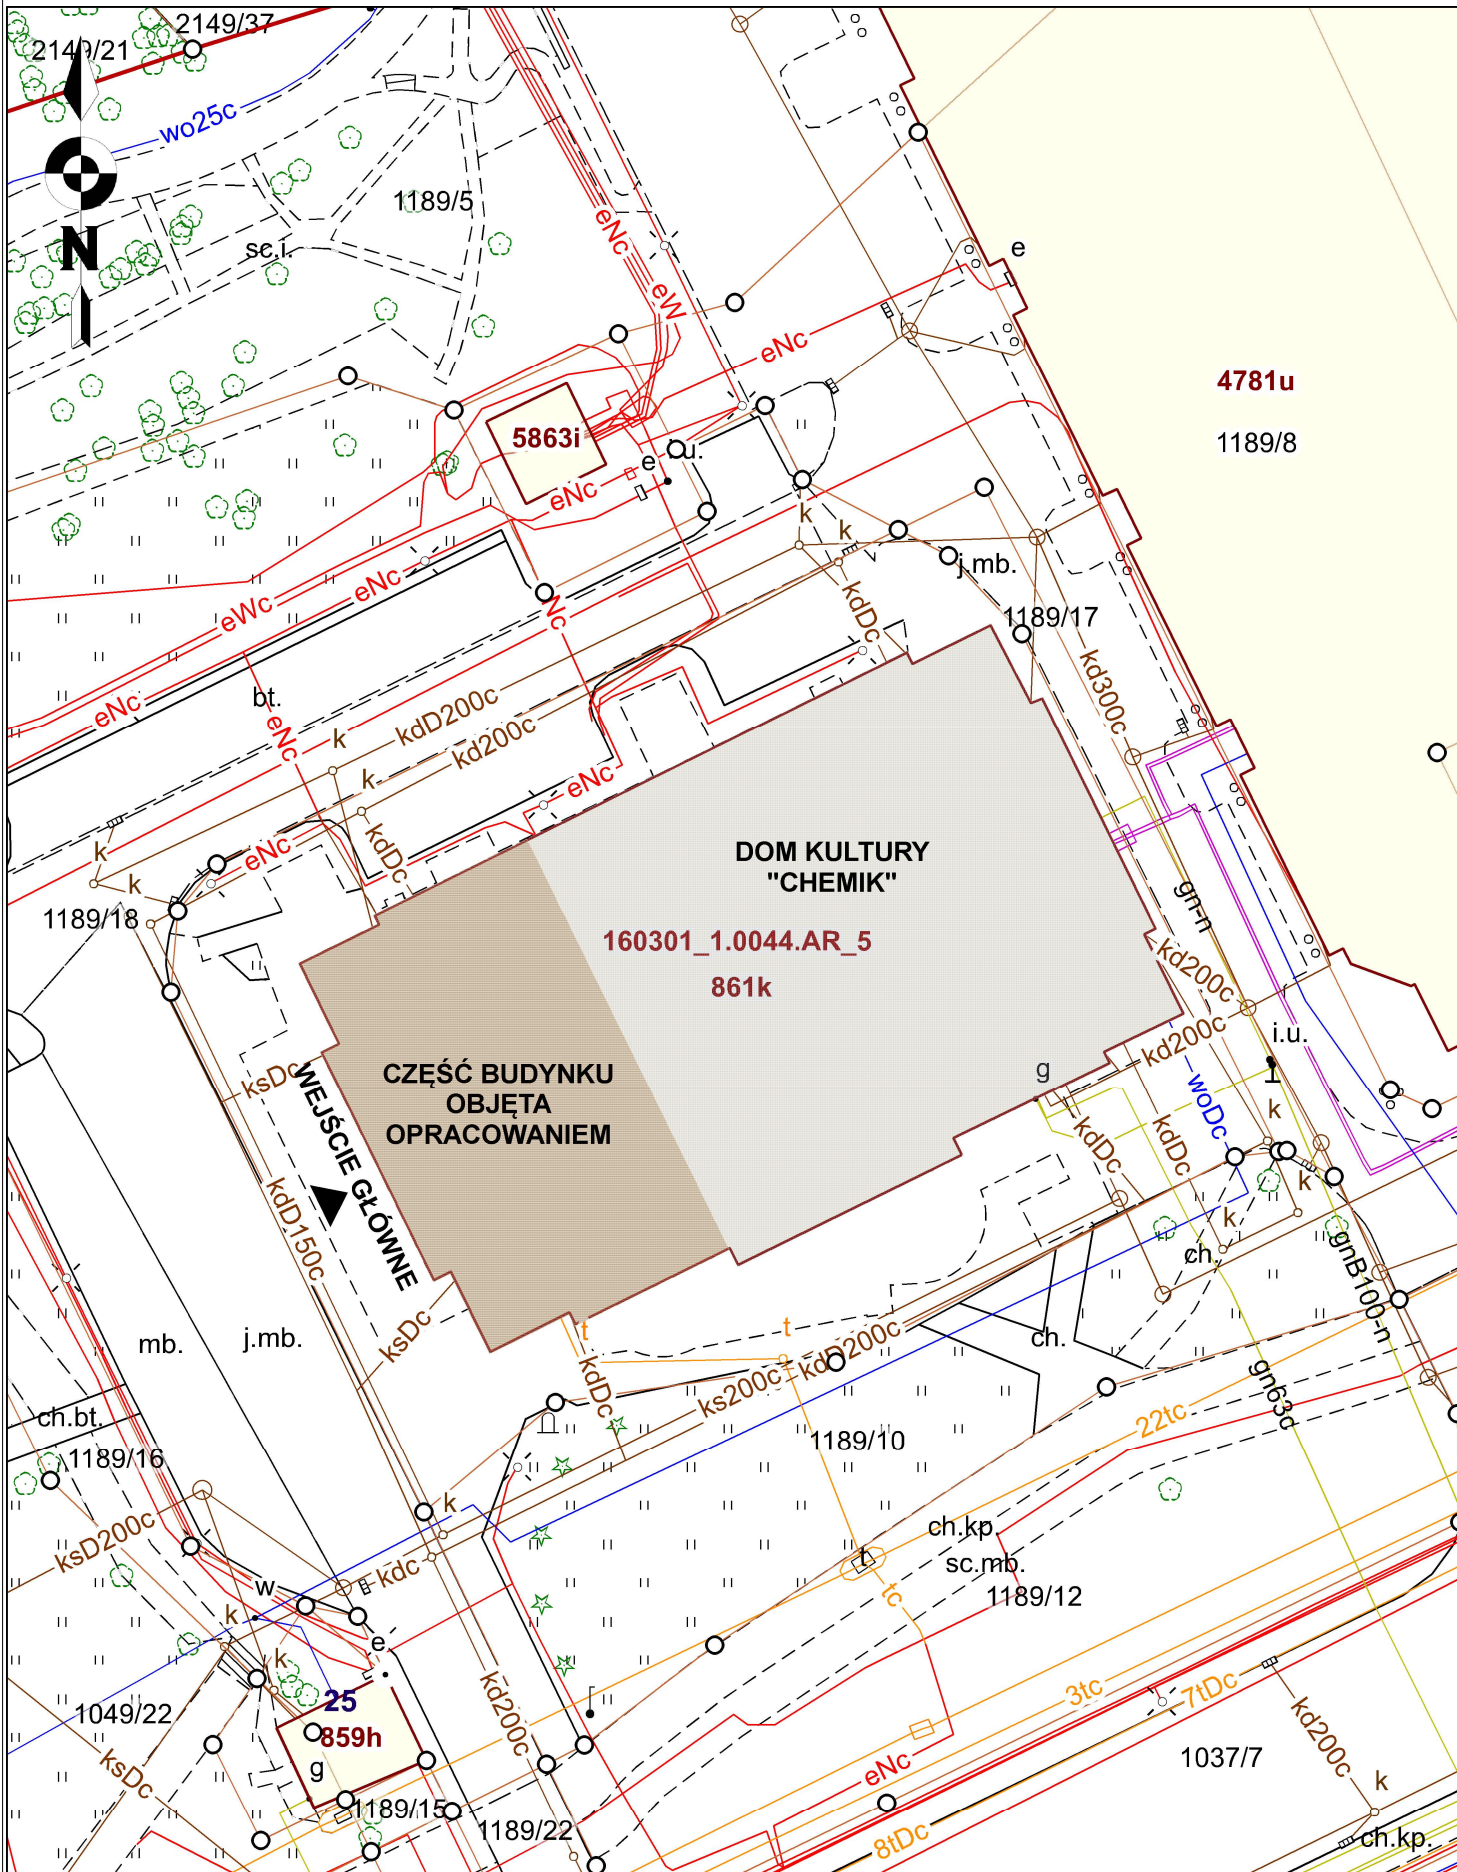 2149/37
2149/21
wo25c
1189/5
N
sc.i.
eNc
eW
e
eNc
4781u
1189/8
5863i
e
eNc
k
k
j.mb.
eNc
eWc
Nc
kdDc
1189/17
kd300c
bt.
eNc
eNc
k
kdD200c
kd200c
k
eNc
kdDc
eNc
k
k
1189/18
DOM KULTURY
"CHEMIK"
gn-n
160301_1.0044.AR_5
861k
kd200c
kd200c
i.u.
ksDc
WEJŚCIE GŁÓWNE
CZĘŚĆ BUDYNKU
OBJĘTA
OPRACOWANIEM
g
woDc
k
kdDc
kdDc
k
k
kdD150c
ch.
gnB100-n
mb.
j.mb.
ksDc
t
t
kdD200c
ch.
kdDc
ks200c
gn63c
ch.bt.
22tc
1189/16
1189/10
k
ksD200c
ch.kp.
kdc
t
sc.mb.
w
tc
1189/12
k
e
k
25
kd200c
3tc
7tDc
1049/22
859h
kd200c
g
1037/7
ksDc
eNc
k
1189/15
1189/22
8tDc
ch.kp.